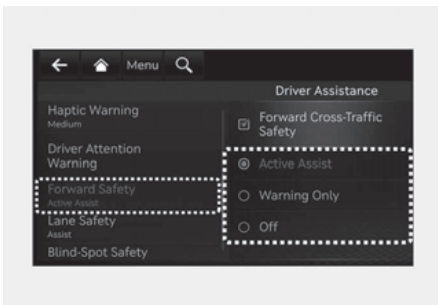 Menu
Driver Assistance
Haptic Warning
Medium
Driver Attention
Warning
Forward Safety
Active Assist
Lane Safety
Assist
Blind-Spot Safety
Forward Cross-Traffic
Safety
Active Assist
Warning Only
Off